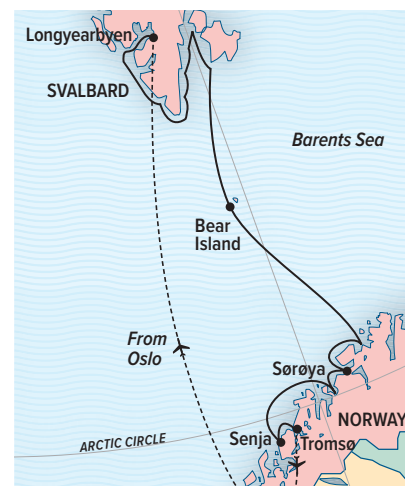 Longyearbyen
SVALBARD
Barents Sea
Bear
Island
From
Oslo
Sørøya
NORWAY
ARCTIC CIRCLE
Senja
Tromsø